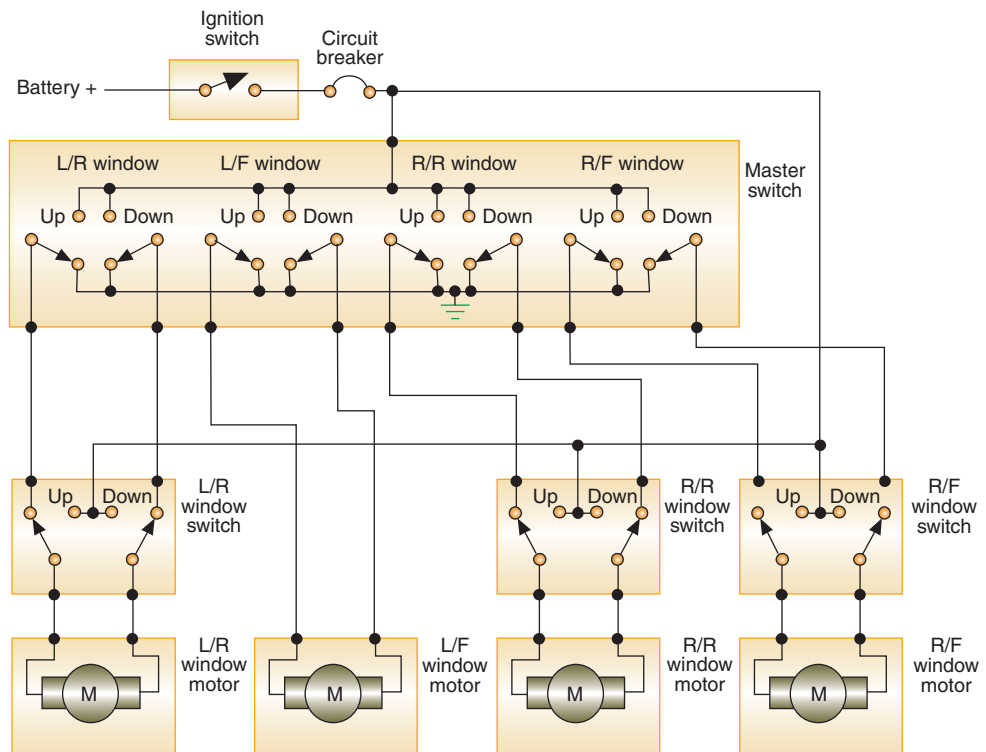 Ignition
switch
Circuit
breaker
Battery +
L/R window
L/F window
R/R window
R/F window
Master
switch
Up
Down
Up
Down
Up
Down
Up
Down
Up
Down
L/R
window
switch
Up
Down
R/R
window
switch
Up
Down
R/F
window
switch
M
L/R
window
motor
M
L/F
window
motor
M
R/R
window
motor
M
R/F
window
motor